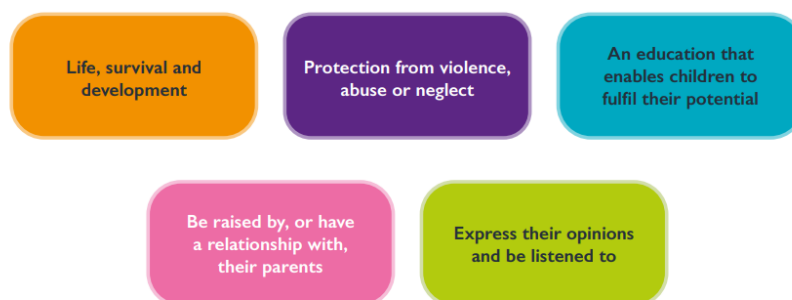 Life, survival and
development
Protection from violence,
abuse or neglect
An education that
enables children to
fulfil their potential
Be raised by, or have
a relationship with,
their parents
Express their opinions
and be listened to